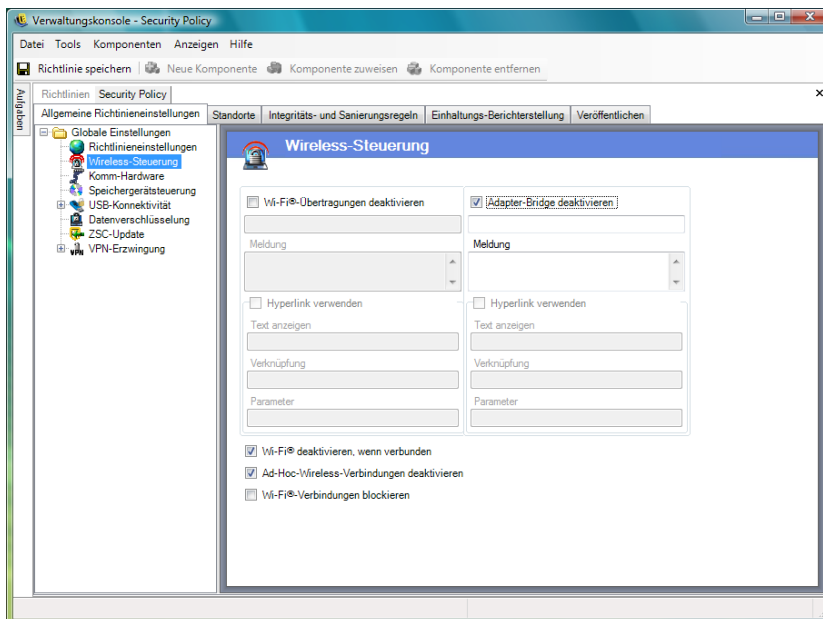 Verwaltungskonsole - Security Policy
Datei Tools Komponenten Anzeigen Hilfe
Richtlinie speichern Neue Komponente Komponente zuweisen Komponente entfernen
Aufgaben
Richtlinien Security Policy
Allgemeine Richtinieneinstellungen Standorte Integritäts- und Sanierungsregeln Einhaltungs-Berichterstellung Veröffentlichen
Globale Einstellungen
Richtlinieneinstellungen
Wireless-Steuerung
Komm-Hardware
Speichergerätsteuerung
USB-Konnektivität
Datenverschlüsselung
ZSC-Update
VPN-Erzwingung
Wireless-Steuerung
Wi-Fi®-Übertragungen deaktivieren
Meldung
Hyperlink verwenden
Text anzeigen
Verknüpfung
Parameter
Adapter-Bridge deaktivieren
Meldung
Hyperlink verwenden
Text anzeigen
Verknüpfung
Parameter
Wi-Fi® deaktivieren, wenn verbunden
Ad-Hoc-Wireless-Verbindungen deaktivieren
Wi-Fi®-Verbindungen blockieren